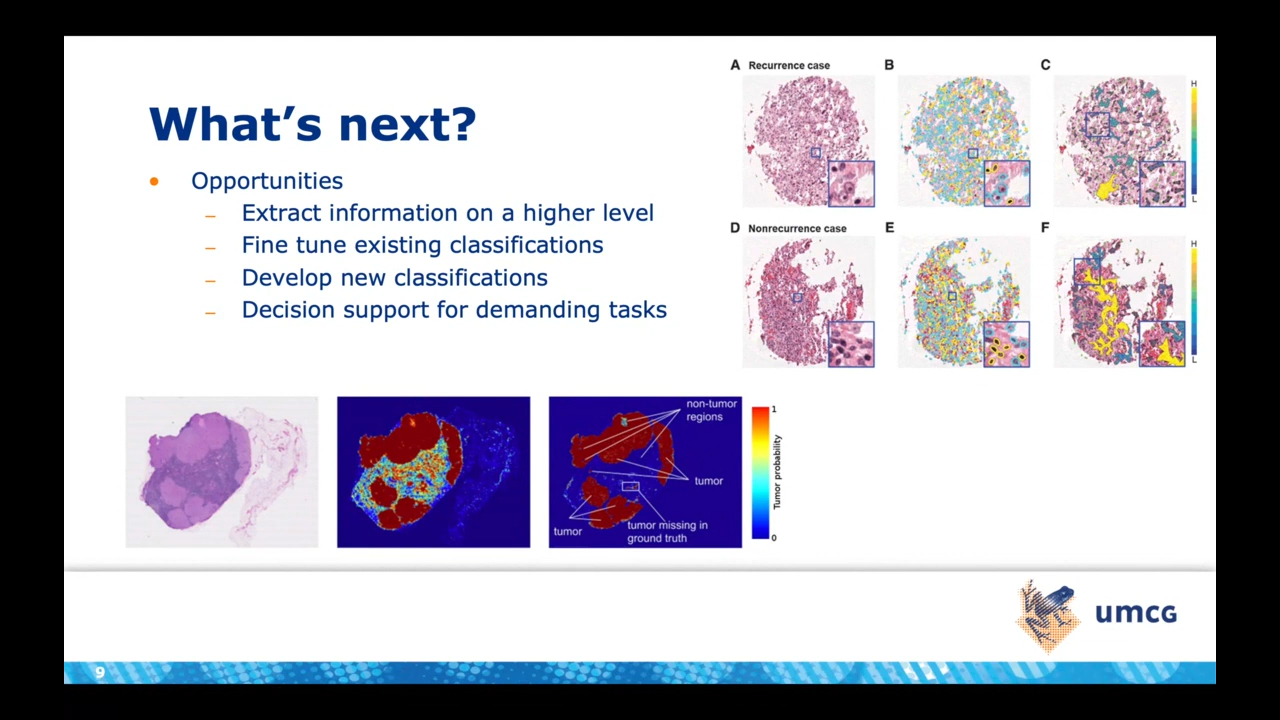 What's next?
• Opportunities
– Extract information on a higher level
– Fine tune existing classifications
– Develop new classifications
– Decision support for demanding tasks
A Recurrence case
B
C
H
L
D Nonrecurrence case
E
F
H
L
non-tumor
regions
tumor
tumor
tumor missing in
ground truth
1
Tumor probability
0
umcg
9